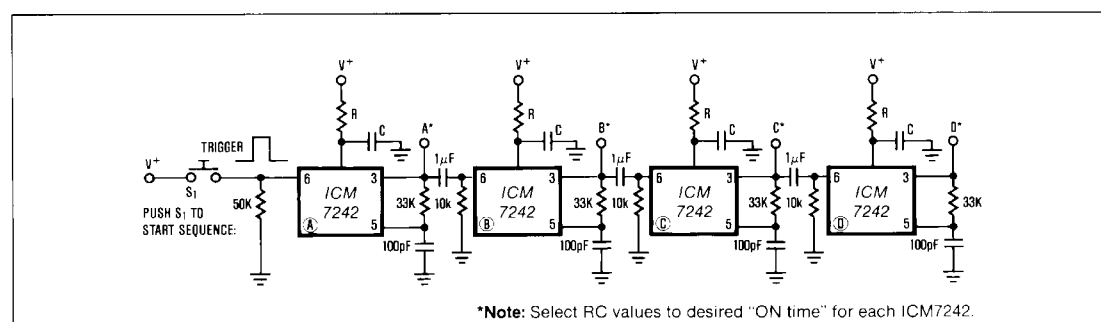 V+ V+ V+ V+
R R R R
C A* C B* C C* C D*
TRIGGER
1µF 1µF 1µF
V+
S1
6 3 6 3 6 3 6 3
ICM ICM ICM ICM
7242 7242 7242 7242
PUSH S1 TO
START SEQUENCE:
50K 33K 10k 33K 10k 33K 10k 33K
A 5 B 5 C 5 D 5
100pF 100pF 100pF 100pF
*Note: Select RC values to desired "ON time" for each ICM7242.